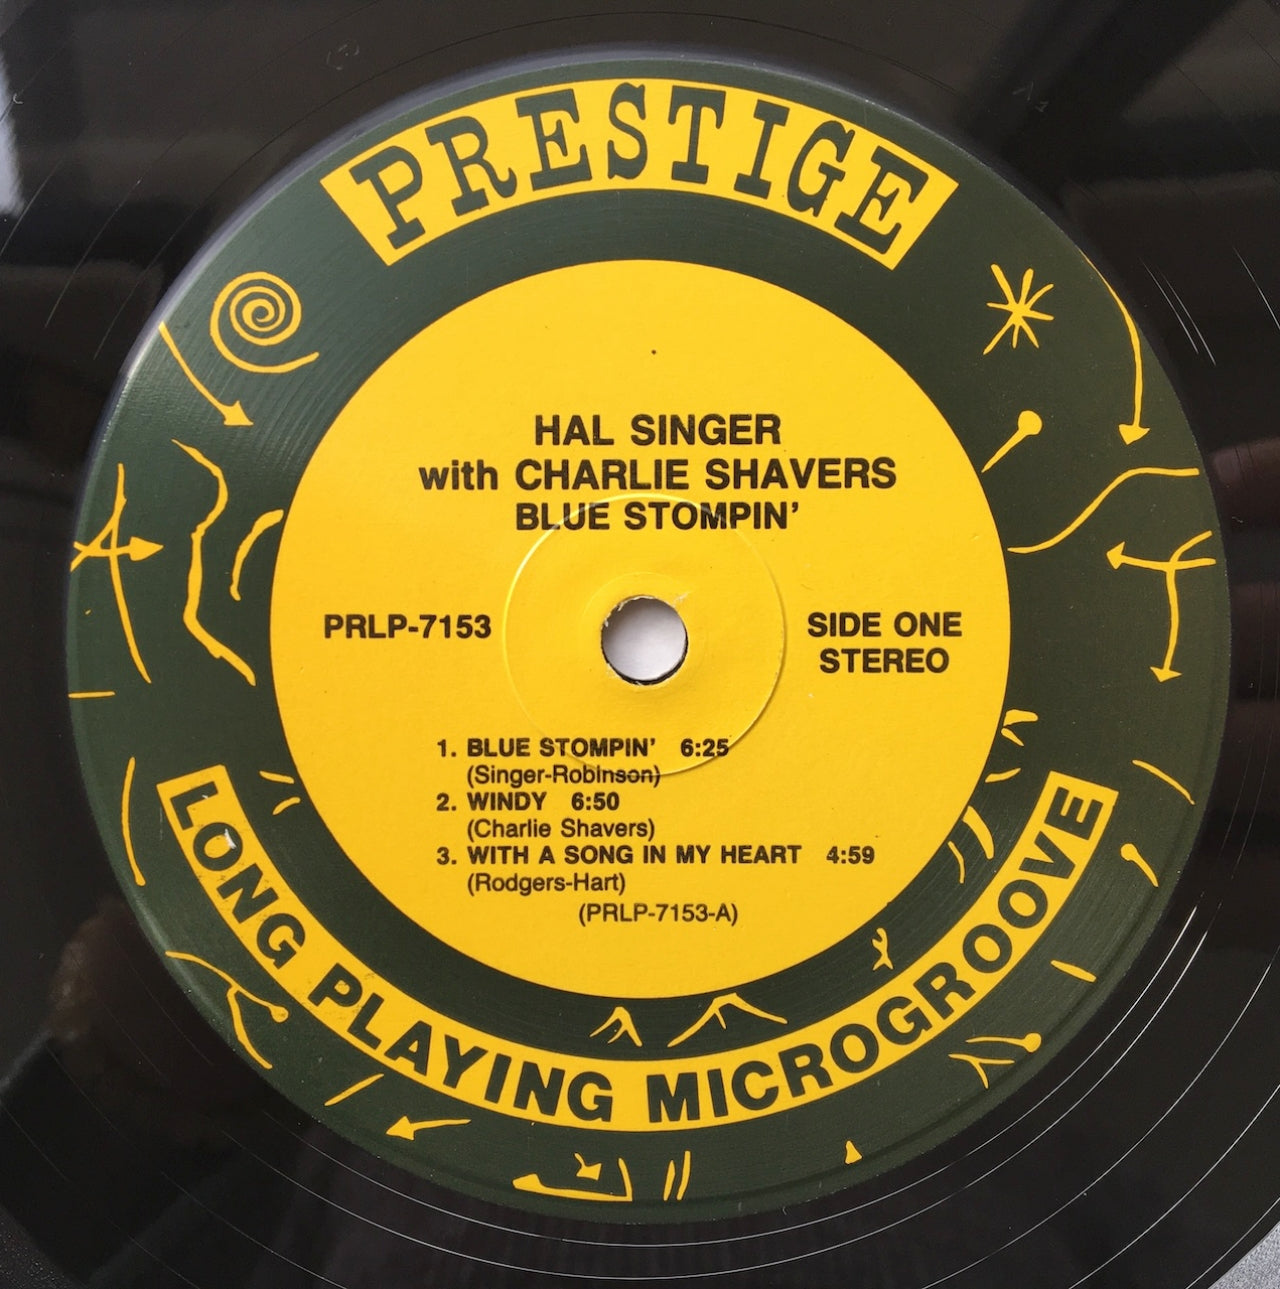 PRESTIGE
HAL SINGER
with CHARLIE SHAVERS
BLUE STOMPIN'
PRLP-7153
SIDE ONE
STEREO
1. BLUE STOMPIN' 6:25
(Singer-Robinson)
2. WINDY 6:50
(Charlie Shavers)
3. WITH A SONG IN MY HEART 4:59
(Rodgers-Hart)
(PRLP-7153-A)
LONG PLAYING MICROGROOVE